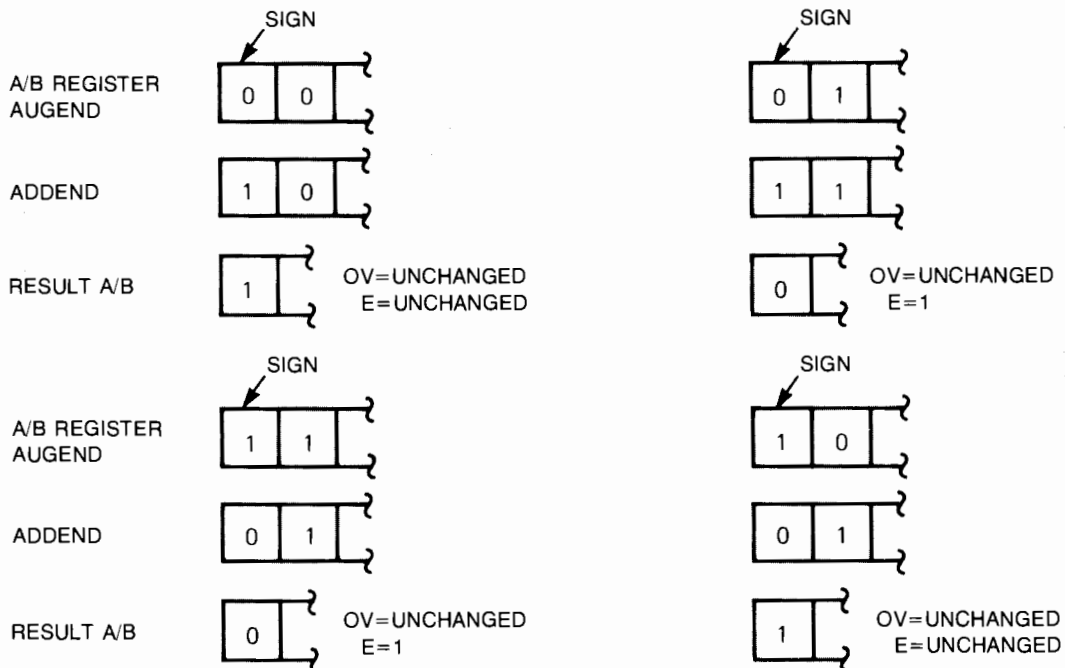 SIGN
A/B REGISTER
AUGEND
0 0
ADDEND
1 0
RESULT A/B
1
OV=UNCHANGED
E=UNCHANGED
SIGN
0 1
1 1
0
OV=UNCHANGED
E=1
SIGN
A/B REGISTER
AUGEND
1 1
ADDEND
0 1
RESULT A/B
0
OV=UNCHANGED
E=1
SIGN
1 0
0 1
1
OV=UNCHANGED
E=UNCHANGED